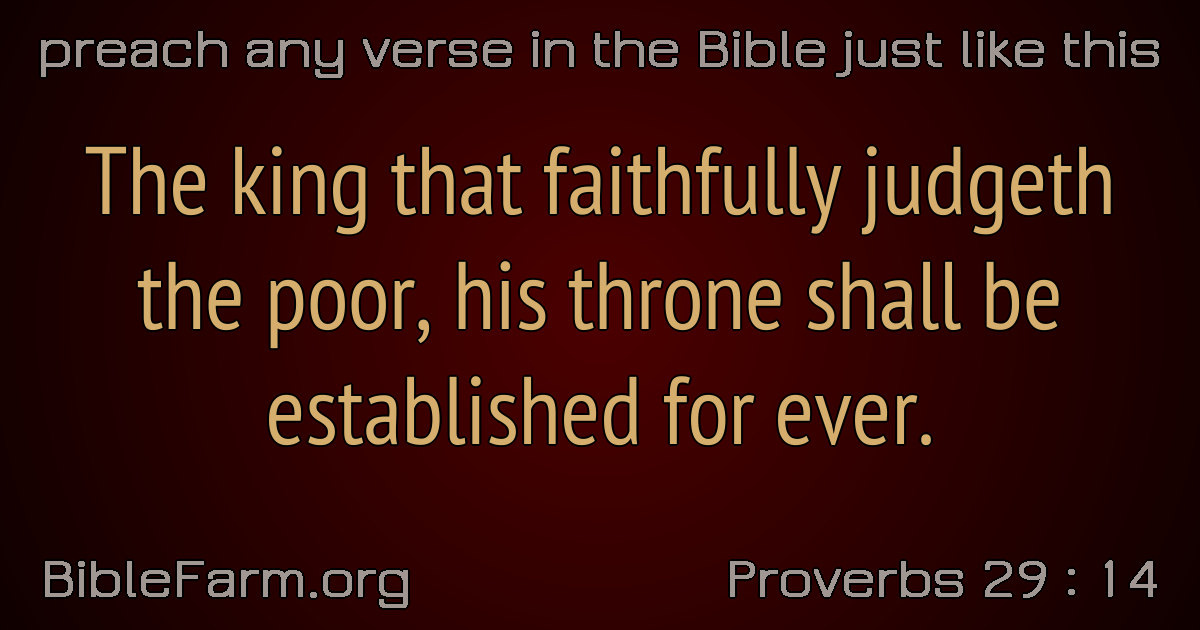 preach any verse in the Bible just like this
The king that faithfully judgeth
the poor, his throne shall be
established for ever.
BibleFarm.org
Proverbs 29 : 14